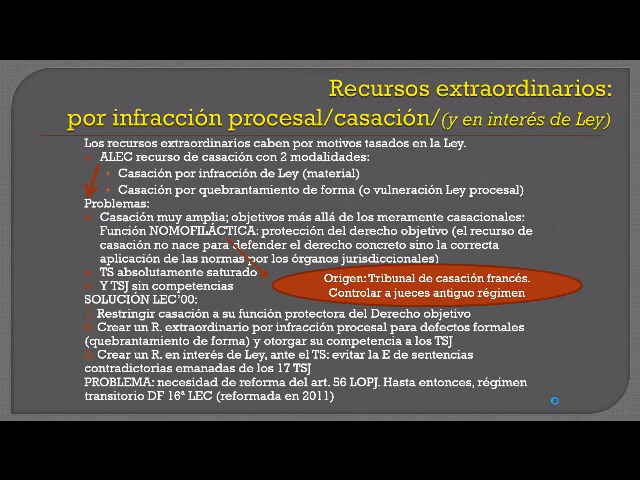 Recursos extraordinarios:
por infracción procesal/casación/(y en interés de Ley)
Los recursos extraordinarios caben por motivos tasados en la Ley.
ALEC recurso de casación con 2 modalidades:
Casación por infracción de Ley (material)
Casación por quebrantamiento de forma (o vulneración Ley procesal)
Problemas:
Casación muy amplia; objetivos más allá de los meramente casacionales:
Función NOMOFILÁCTICA: protección del derecho objetivo (el recurso de
casación no nace para defender el derecho concreto sino la correcta
aplicación de las normas por los órganos jurisdiccionales)
TS absolutamente saturado
Y TSJ sin competencias
Origen: Tribunal de casación francés.
Controlar a jueces antiguo régimen
SOLUCIÓN LEC'00:
Restringir casación a su función protectora del Derecho objetivo
Crear un R. extraordinario por infracción procesal para defectos formales
(quebrantamiento de forma) y otorgar su competencia a los TSJ
Crear un R. en interés de Ley, ante el TS: evitar la E de sentencias
contradictorias emanadas de los 17 TSJ
PROBLEMA: necesidad de reforma del art. 56 LOPJ. Hasta entonces, régimen
transitorio DF 16ª LEC (reformada en 2011)